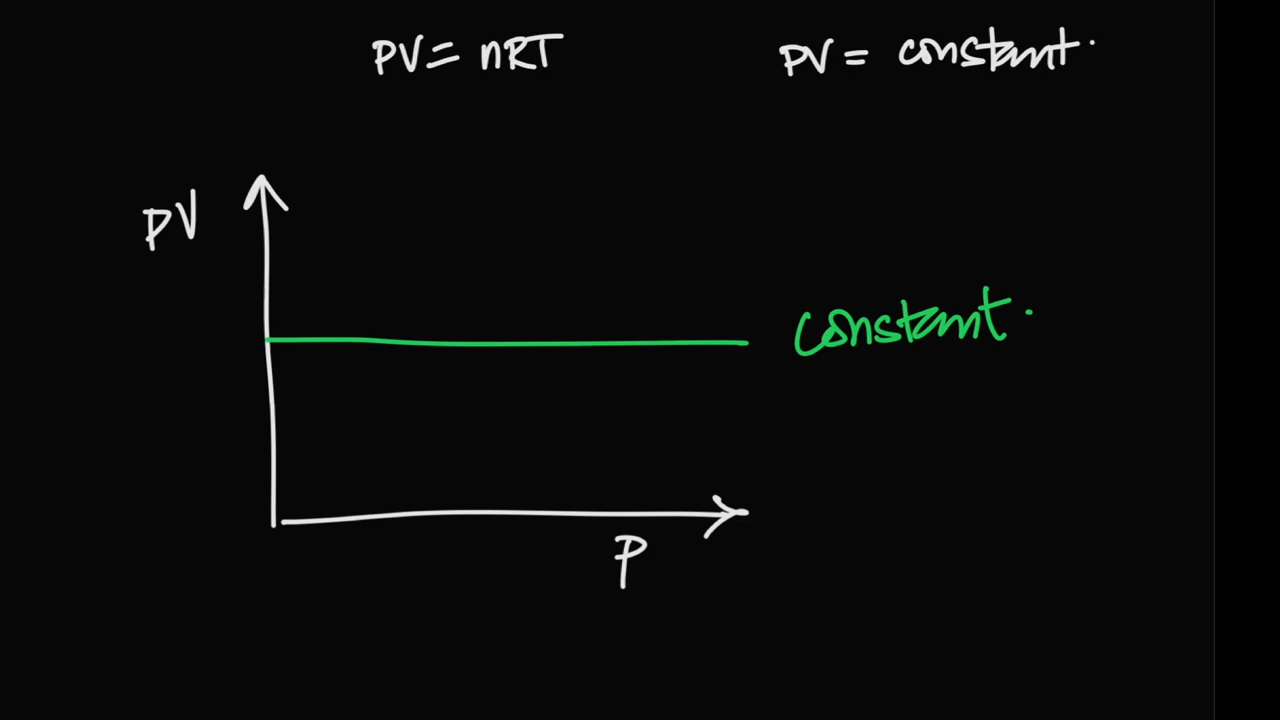 PV = nRT
PV = constant.
PV
constant.
P